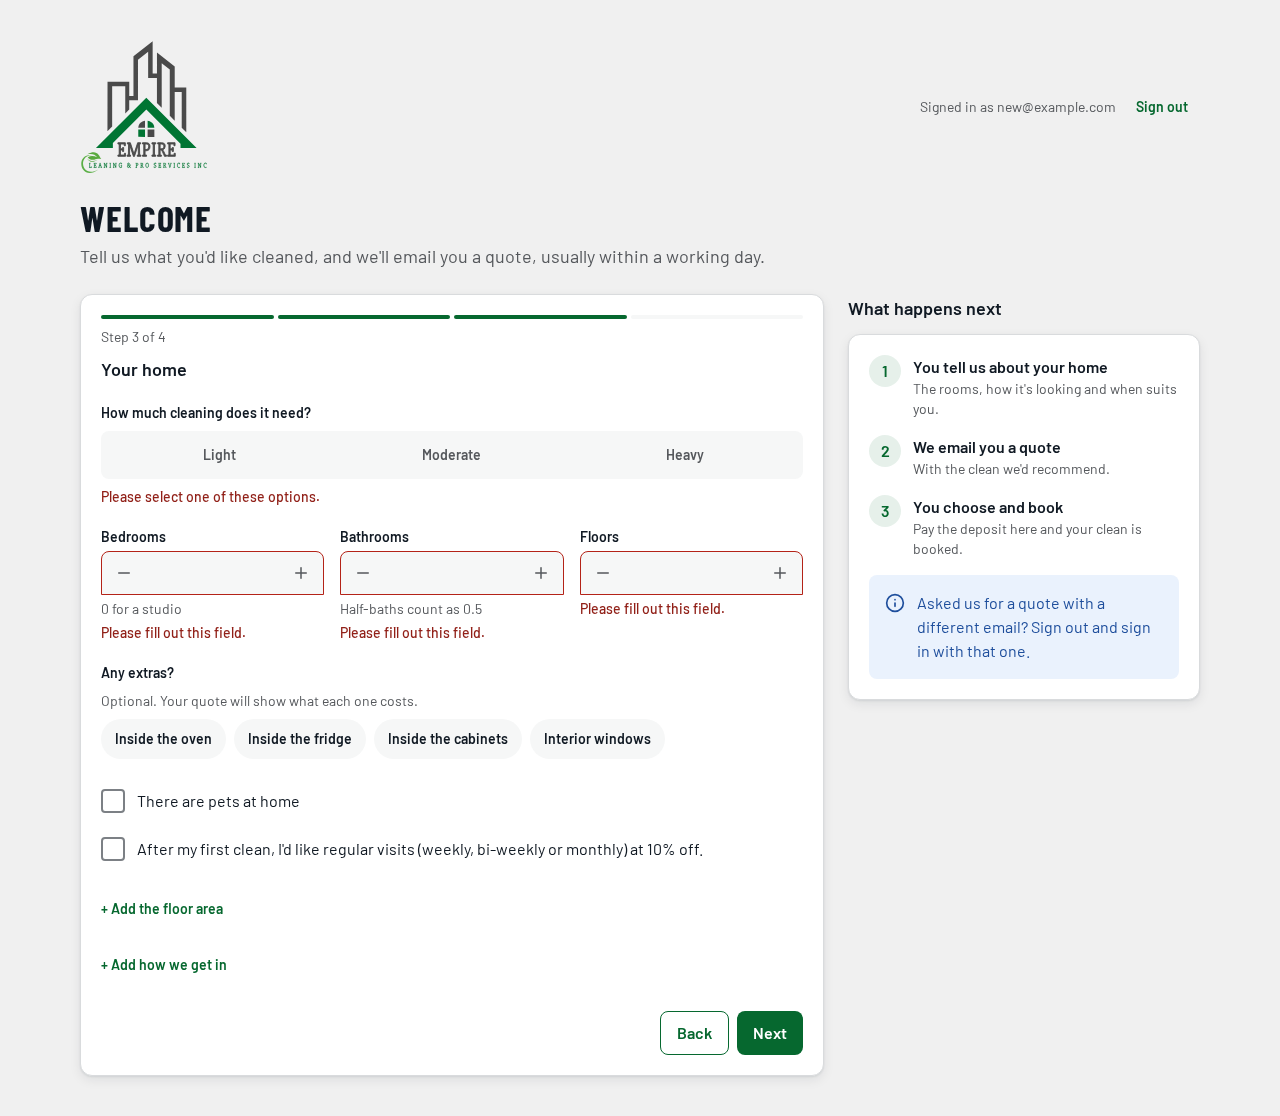 EMPIRE
LEANING & PRO SERVICES INC
Signed in as new@example.com
Sign out
WELCOME
Tell us what you'd like cleaned, and we'll email you a quote, usually within a working day.
Step 3 of 4
Your home
How much cleaning does it need?
Light
Moderate
Heavy
Please select one of these options.
Bedrooms
Bathrooms
Floors
0 for a studio
Half-baths count as 0.5
Please fill out this field.
Please fill out this field.
Please fill out this field.
Any extras?
Optional. Your quote will show what each one costs.
Inside the oven
Inside the fridge
Inside the cabinets
Interior windows
There are pets at home
After my first clean, I'd like regular visits (weekly, bi-weekly or monthly) at 10% off.
+ Add the floor area
+ Add how we get in
Back
Next
What happens next
1
You tell us about your home
The rooms, how it's looking and when suits
you.
2
We email you a quote
With the clean we'd recommend.
3
You choose and book
Pay the deposit here and your clean is
booked.
Asked us for a quote with a
different email? Sign out and sign
in with that one.